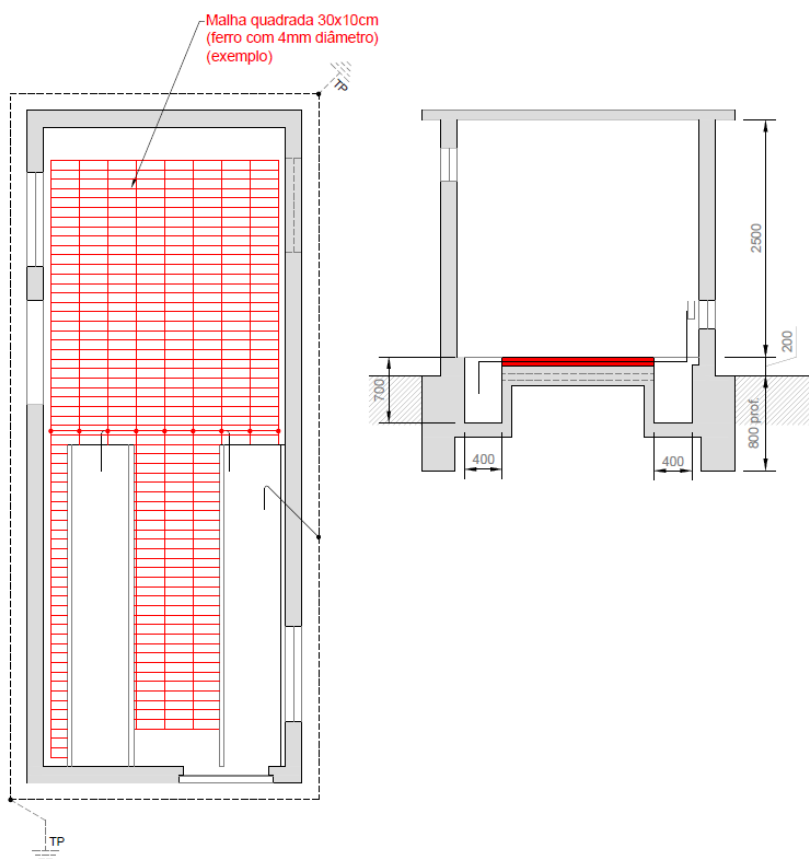 Malha quadrada 30x10cm
(ferro com 4mm diâmetro)
(exemplo)
TP
2500
200
700
800 prof.
400
400
TP